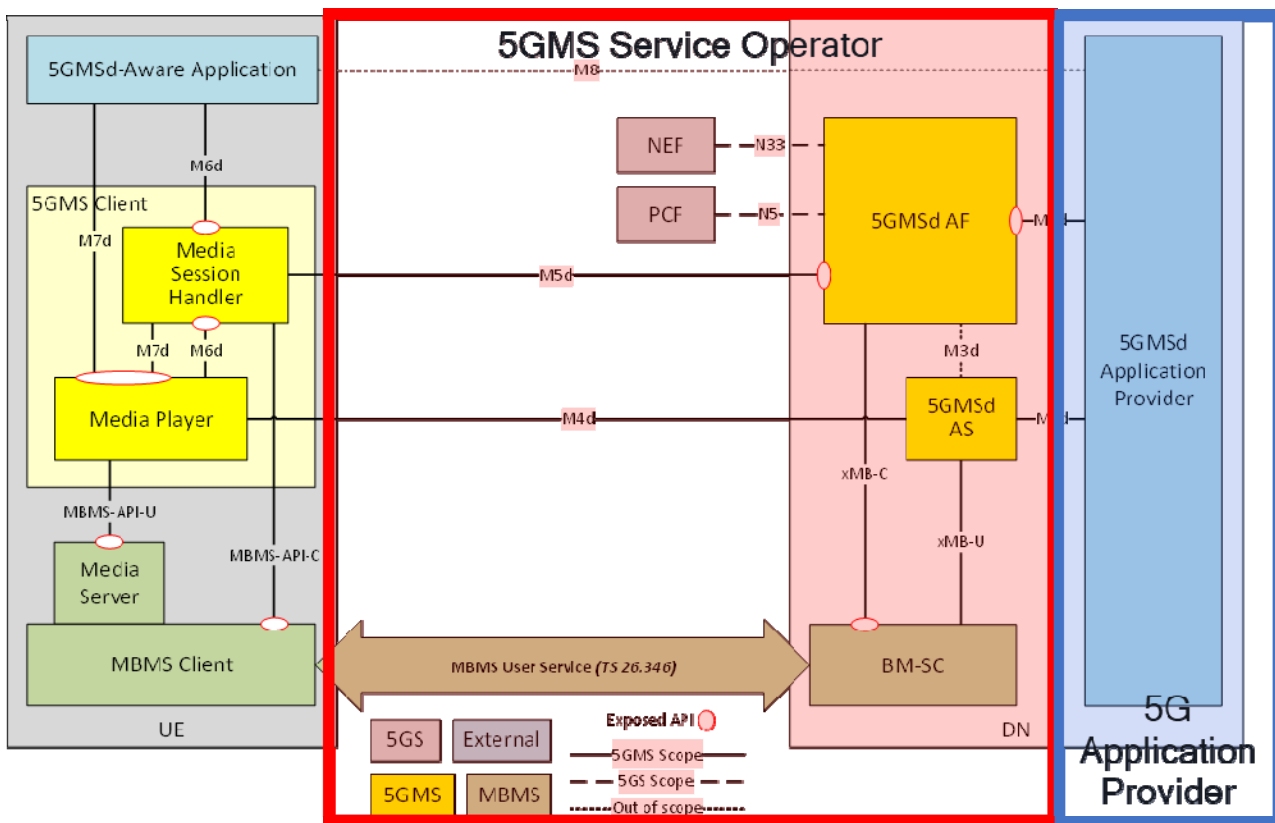 5GMS Service Operator
5GMSd-Aware Application
M8
NEF
N33
M6d
5GMS Client
PCF
N5
5GMSd AF
M7d
Media
Session
Handler
M5d
M7d
M6d
M3d
5GMSd
Application
Provider
Media Player
M4d
5GMSd
AS
xMB-C
MBMS-API-U
xMB-U
MBMS-API-C
Media
Server
MBMS Client
MBMS User Service (TS 26.346)
BM-SC
UE
DN
5G
Application
Provider
5GS
External
Exposed API
5GMS Scope
5GS Scope
5GMS
MBMS
Out of scope